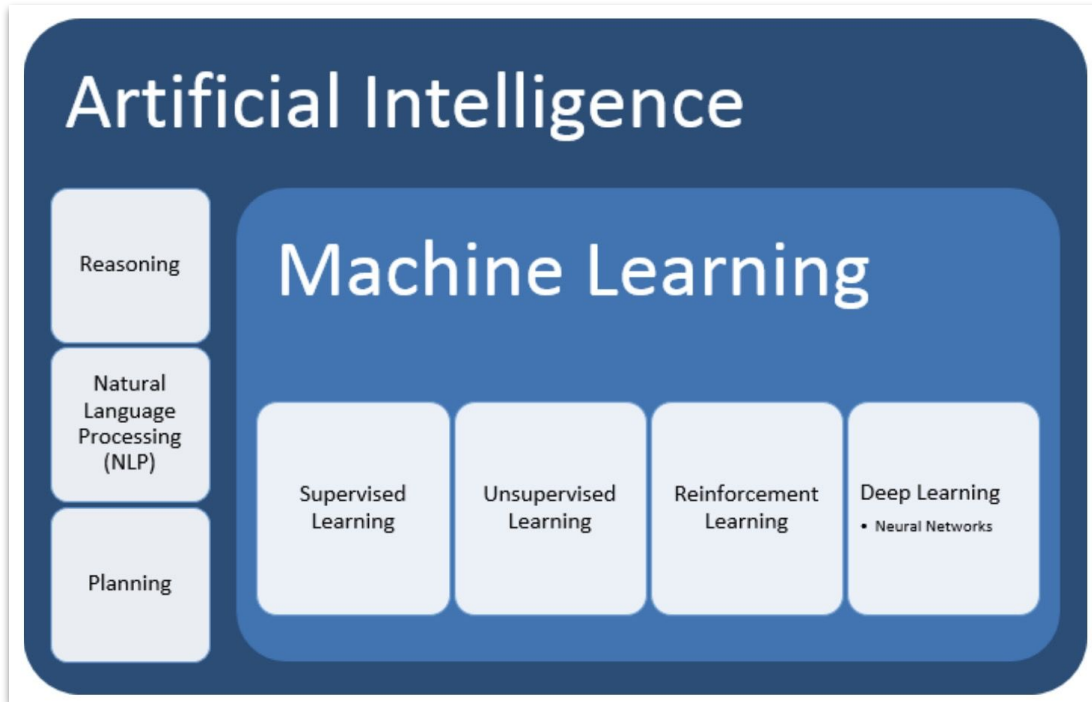 Artificial Intelligence
Reasoning
Natural
Language
Processing
(NLP)
Planning
Machine Learning
Supervised
Learning
Unsupervised
Learning
Reinforcement
Learning
Deep Learning
• Neural Networks